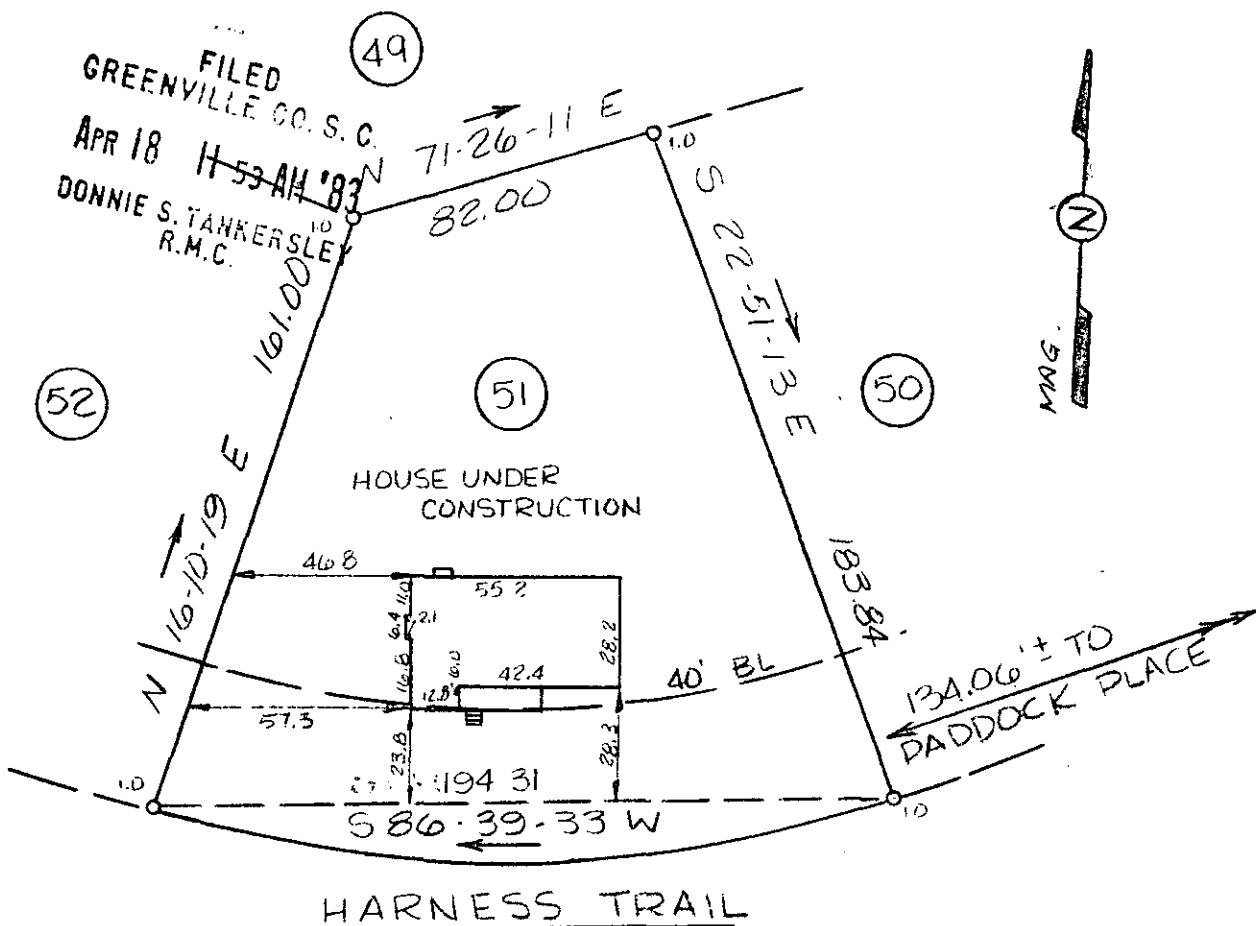 FILED
GREENVILLE CO. S. C.
APR 18 11 53 AM '83
DONNIE S. TANKERSLEY
R.M.C.
49
N 71-26-11 E
82.00
1.0
1.0
S 22-51-13 E
183.84
N
MAG.
161.00
N 16-10-19 E
52
51
50
HOUSE UNDER
CONSTRUCTION
46.8
55.2
11.0
6.4
2.1
16.8
6.0
28.2
42.4
12.8
40' BL
57.3
23.8
28.3
134.06'± TO
PADDOCK PLACE
194.31
1.0
1.0
S 86-39-33 W
HARNESS TRAIL